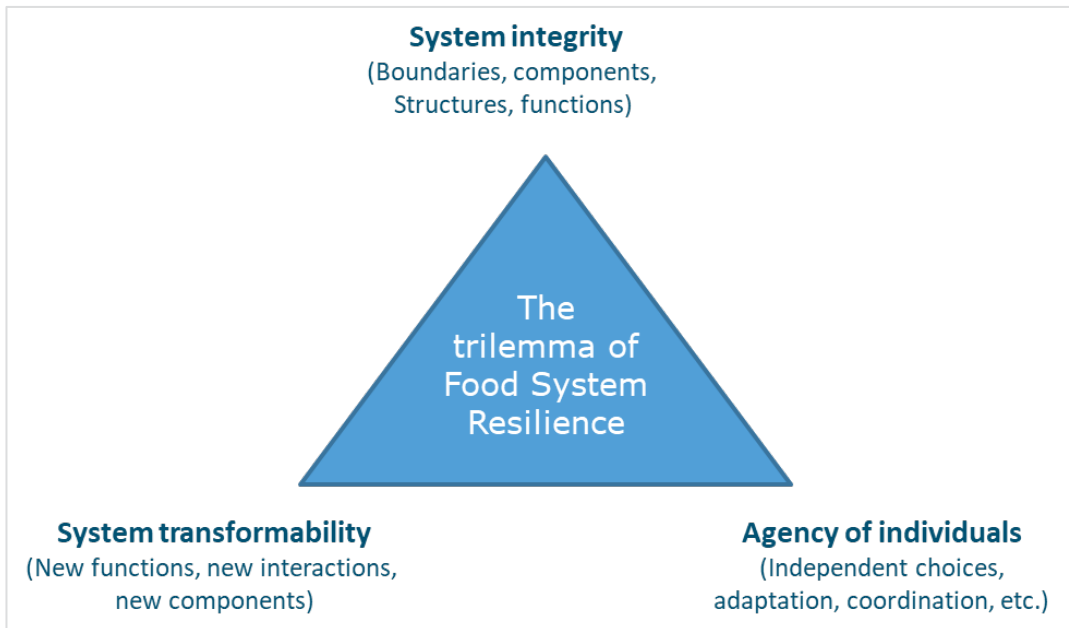 System integrity
(Boundaries, components,
Structures, functions)
The
trilemma of
Food System
Resilience
System transformability
(New functions, new interactions,
new components)
Agency of individuals
(Independent choices,
adaptation, coordination, etc.)